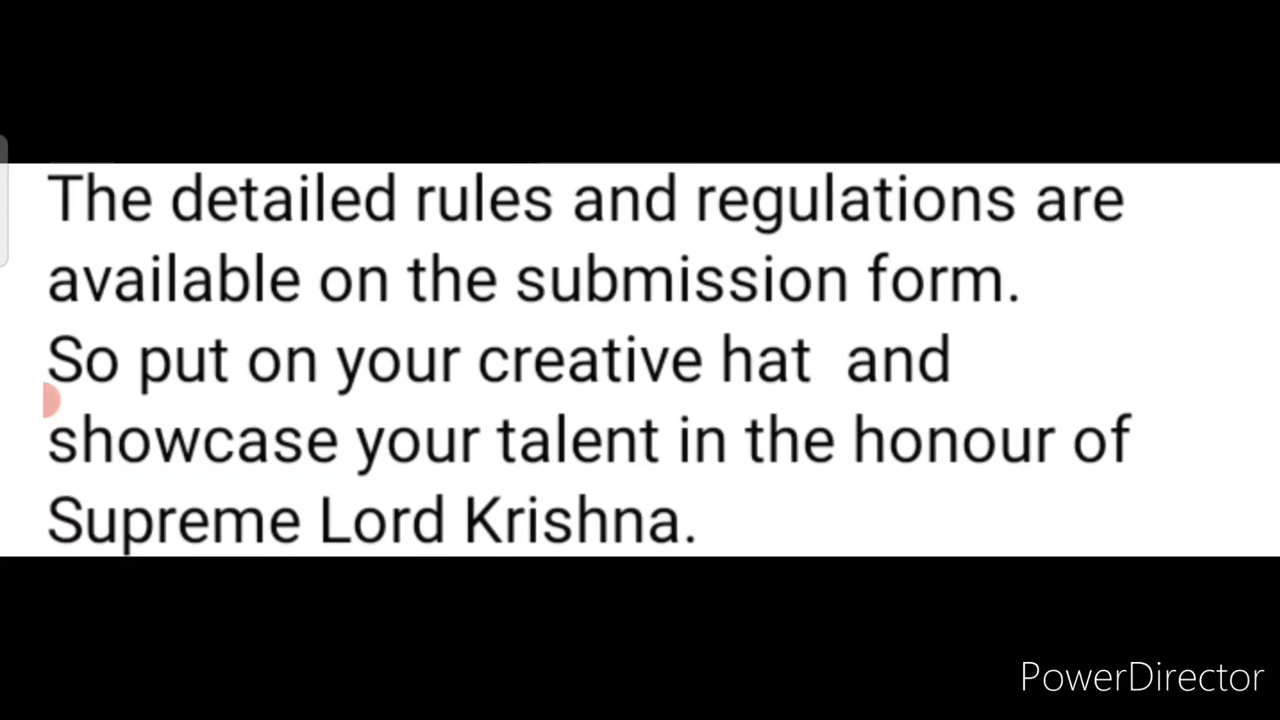 The detailed rules and regulations are
available on the submission form.
So put on your creative hat  and
showcase your talent in the honour of
Supreme Lord Krishna.
PowerDirector